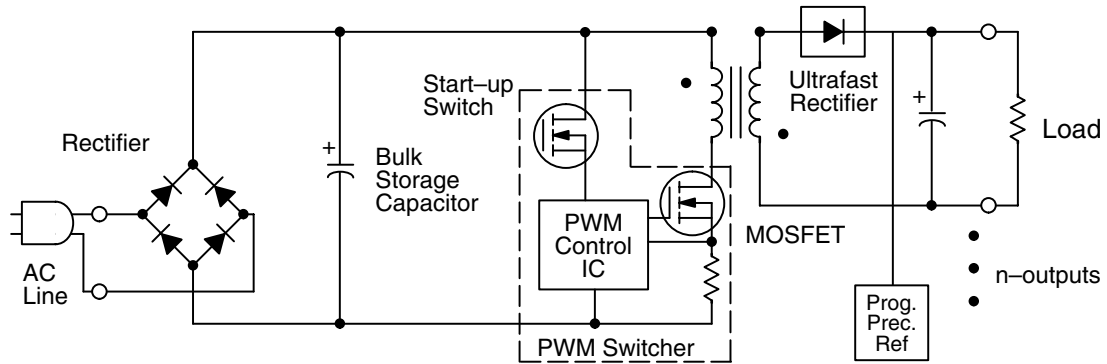 Rectifier
AC
Line
+
Bulk
Storage
Capacitor
Start–up
Switch
PWM
Control
IC
PWM Switcher
MOSFET
Ultrafast
Rectifier
+
Load
n–outputs
Prog.
Prec.
Ref